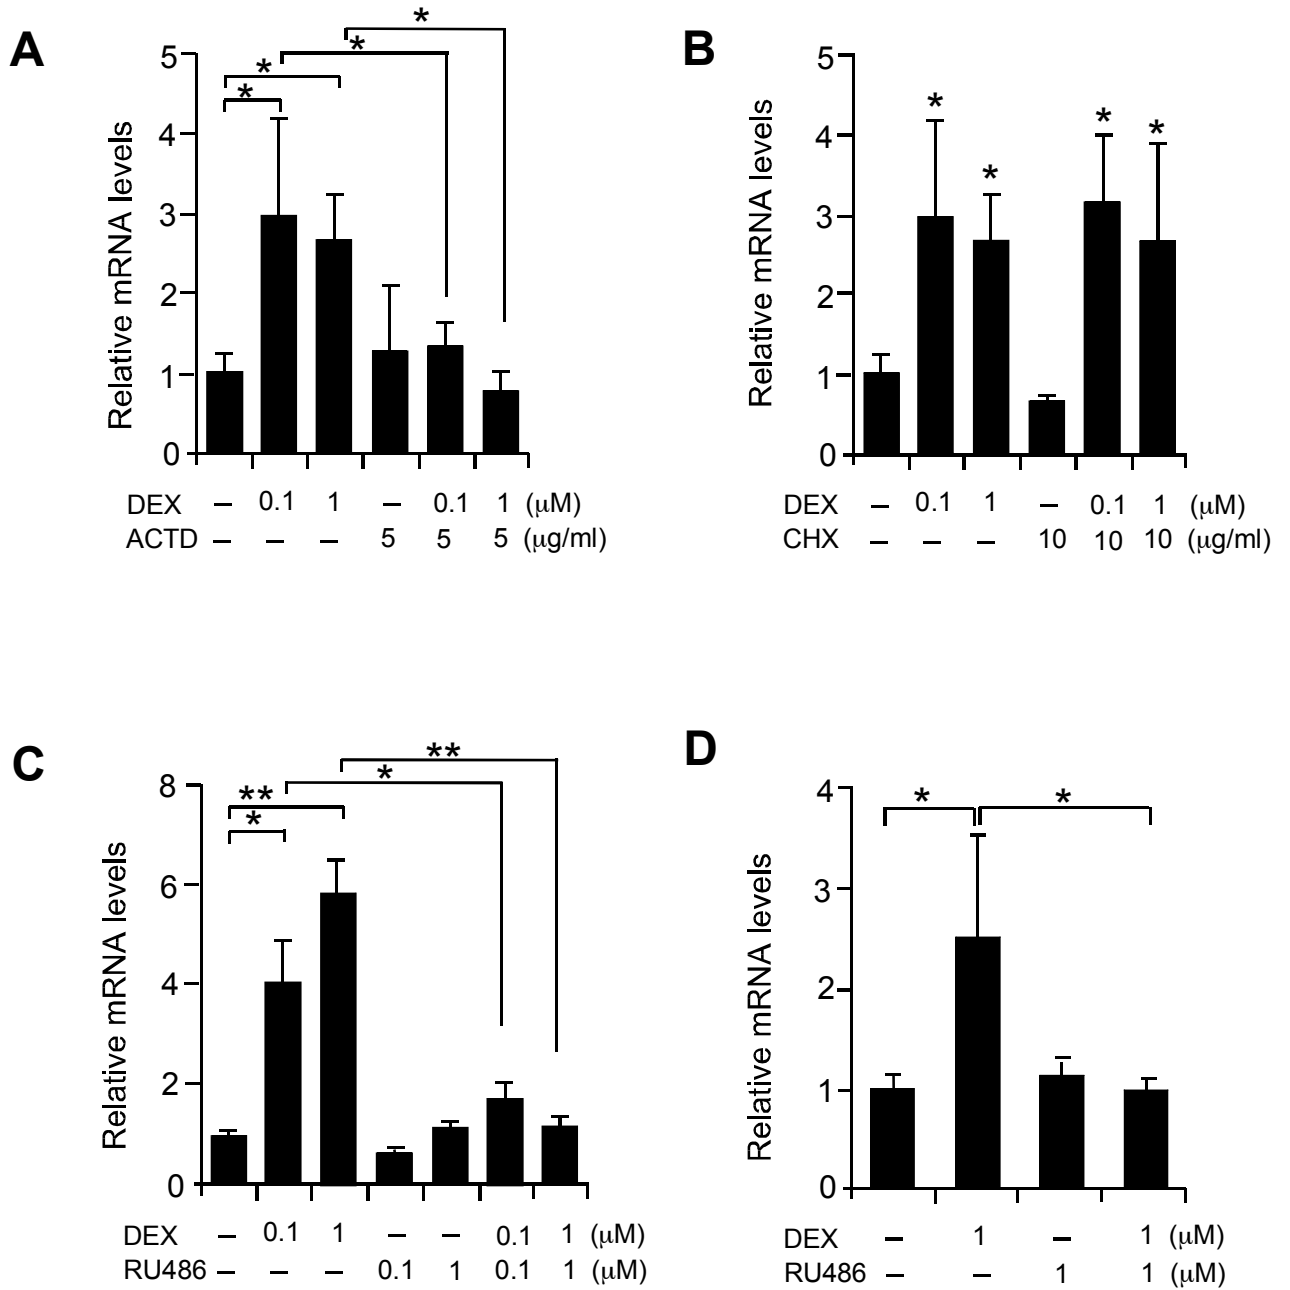 A
*
*
*
*
Relative mRNA levels
5
4
3
2
1
0
DEX – 0.1 1 – 0.1 1 (μM)
ACTD – – – 5 5 5 (μg/ml)
B
Relative mRNA levels
5
4
3
2
1
0
* * * *
DEX – 0.1 1 – 0.1 1 (μM)
CHX – – – 10 10 10 (μg/ml)
C
**
*
**
*
Relative mRNA levels
8
6
4
2
0
DEX – 0.1 1 – – 0.1 1 (μM)
RU486 – – – 0.1 1 0.1 1 (μM)
D
* *
Relative mRNA levels
4
3
2
1
0
DEX – 1 – 1 (μM)
RU486 – – 1 1 (μM)